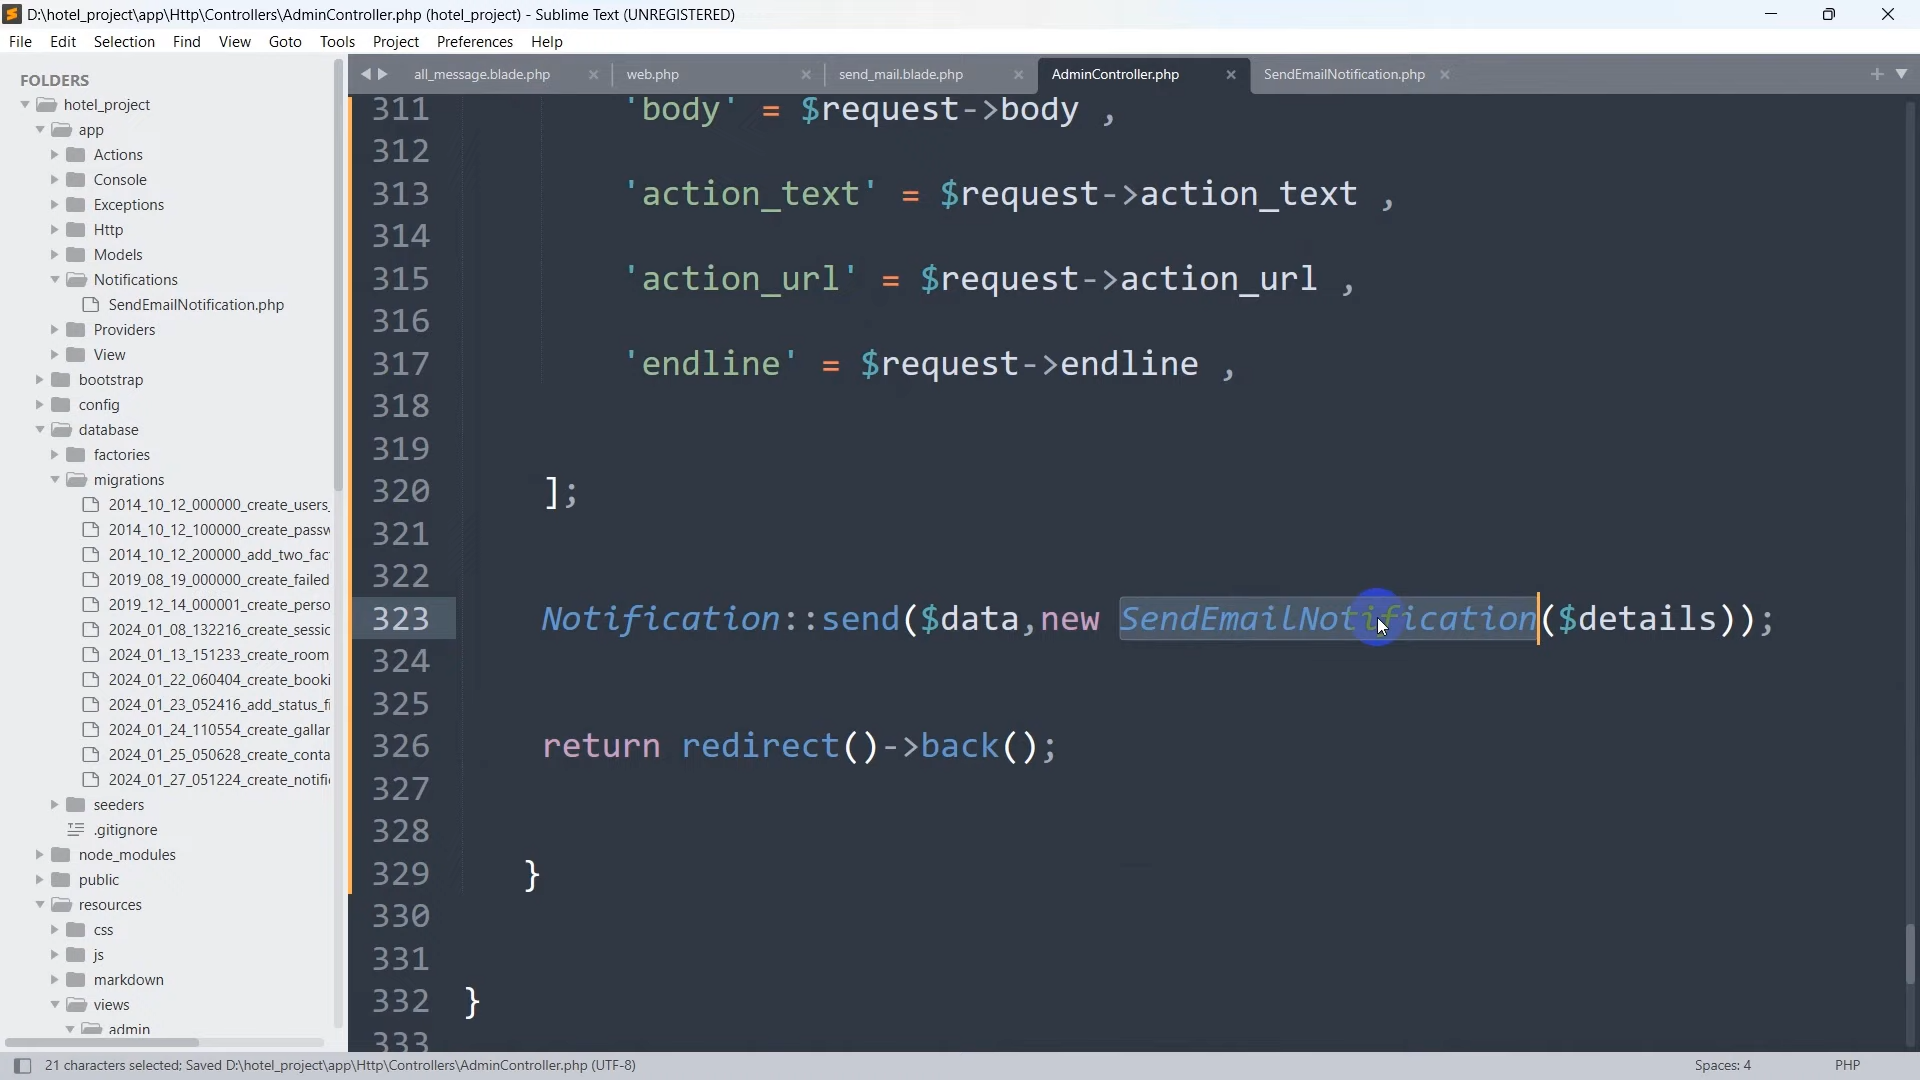 D:\hotel_project\app\Http\Controllers\AdminController.php (hotel_project) - Sublime Text (UNREGISTERED)
File Edit Selection Find View Goto Tools Project Preferences Help
FOLDERS
hotel_project
app
Actions
Console
Exceptions
Http
Models
Notifications
SendEmailNotification.php
Providers
View
bootstrap
config
database
factories
migrations
2014_10_12_000000_create_users_
2014_10_12_100000_create_passw
2014_10_12_200000_add_two_fac
2019_08_19_000000_create_failed
2019_12_14_000001_create_perso
2024_01_08_132216_create_sessio
2024_01_13_151233_create_room
2024_01_22_060404_create_booki
2024_01_23_052416_add_status_fi
2024_01_24_110554_create_gallar
2024_01_25_050628_create_conta
2024_01_27_051224_create_notifi
seeders
.gitignore
node_modules
public
resources
css
js
markdown
views
admin
all_message.blade.php
web.php
send_mail.blade.php
AdminController.php
SendEmailNotification.php
311 'body' = $request->body ,
312
313 'action_text' = $request->action_text ,
314
315 'action_url' = $request->action_url ,
316
317 'endline' = $request->endline ,
318
319
320 ];
321
322
323 Notification::send($data,new SendEmailNotification($details));
324
325
326 return redirect()->back();
327
328
329 }
330
331
332 }
333
21 characters selected; Saved D:\hotel_project\app\Http\Controllers\AdminController.php (UTF-8)
Spaces: 4
PHP